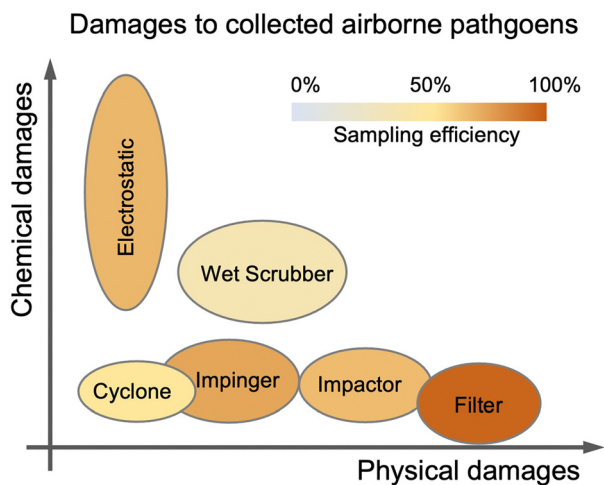 Damages to collected airborne pathgoens
0% 50% 100%
Sampling efficiency
Chemical damages
Electrostatic
Wet Scrubber
Cyclone
Impinger
Impactor
Filter
Physical damages